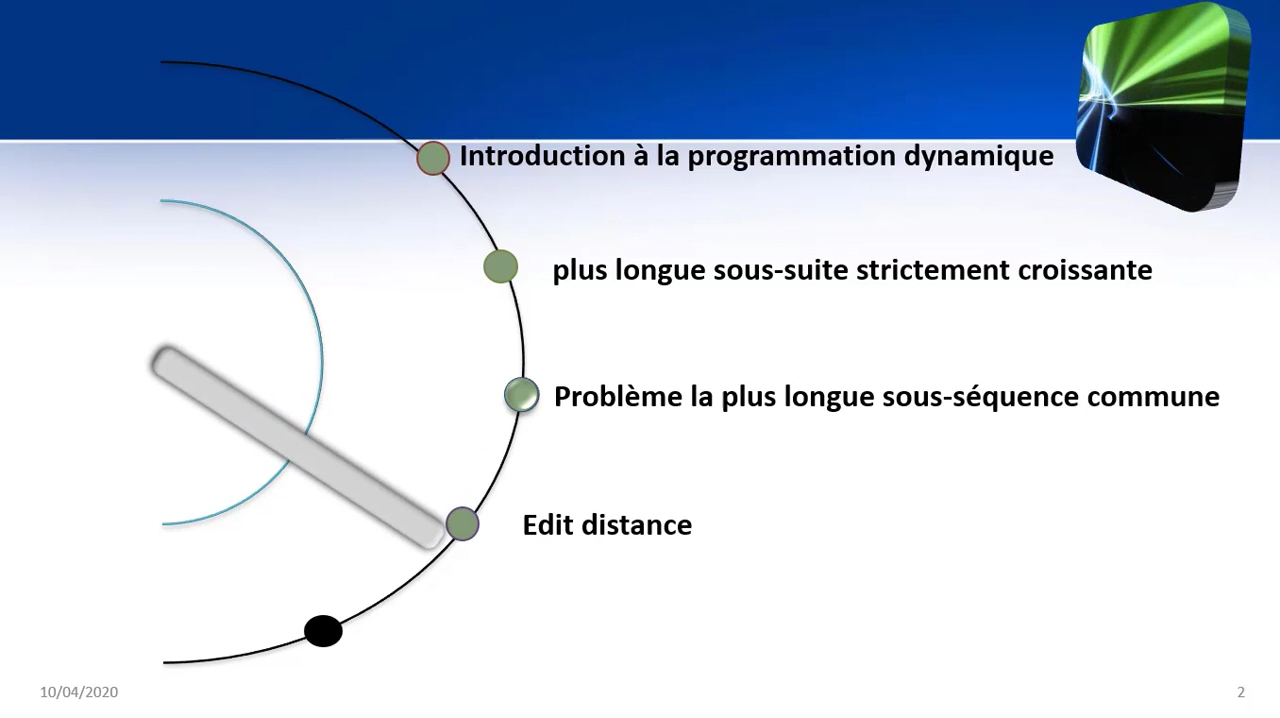 Introduction à la programmation dynamique
plus longue sous-suite strictement croissante
Problème la plus longue sous-séquence commune
Edit distance
10/04/2020
2